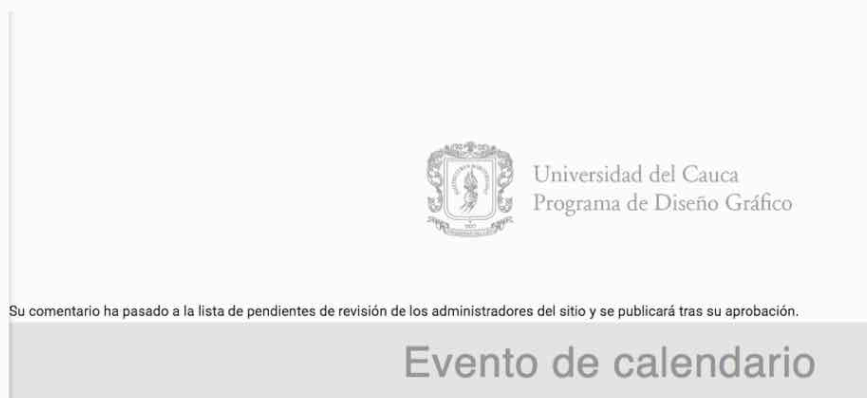 Universidad del Cauca
Programa de Diseño Gráfico
Su comentario ha pasado a la lista de pendientes de revisión de los administradores del sitio y se publicará tras su aprobación.
Evento de calendario